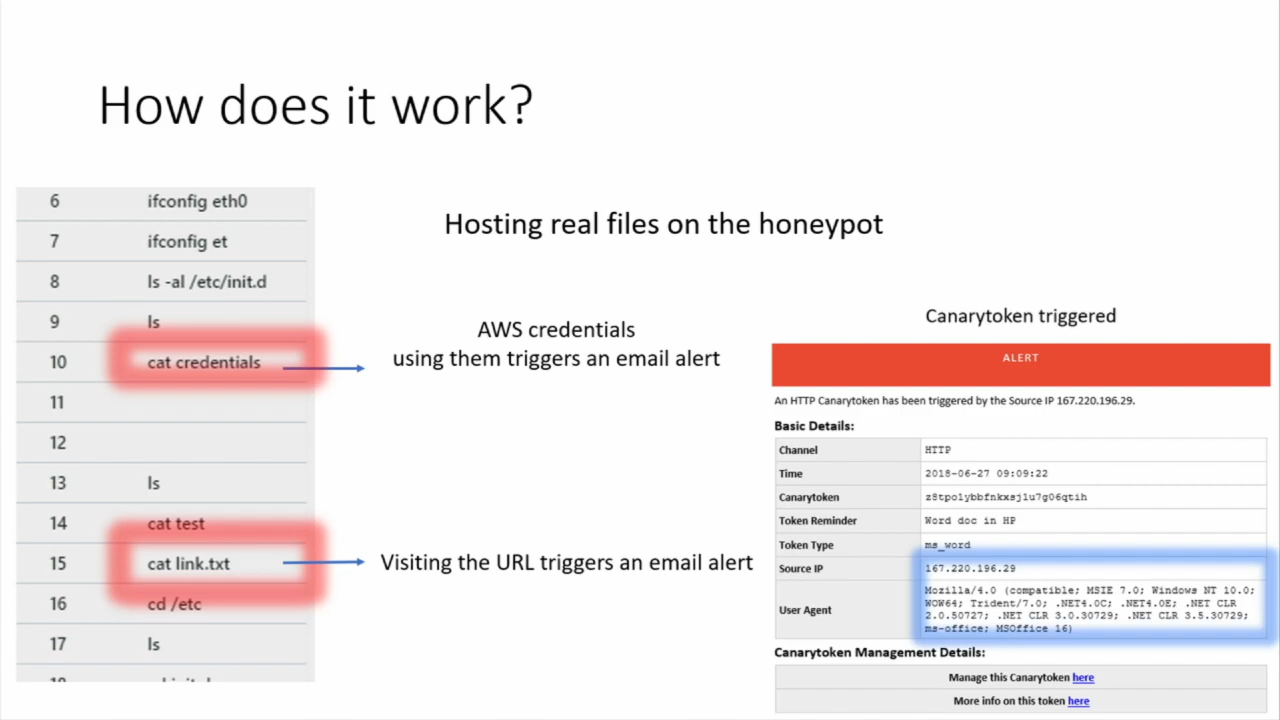 How does it work?
6 ifconfig eth0
7 ifconfig et
8 ls -al /etc/init.d
9 ls
10 cat credentials
11
12
13 ls
14 cat test
15 cat link.txt
16 cd /etc
17 ls
Hosting real files on the honeypot
AWS credentials
using them triggers an email alert
Visiting the URL triggers an email alert
Canarytoken triggered
ALERT
An HTTP Canarytoken has been triggered by the Source IP 167.220.196.29.
Basic Details:
Channel HTTP
Time 2018-06-27 09:09:22
Canarytoken z8tpolybbfnkxsjlu7g06qtih
Token Reminder Word doc in HP
Token Type ms_word
Source IP 167.220.196.29
User Agent Mozilla/4.0 (compatible; MSIE 7.0; Windows NT 10.0;
WOW64; Trident/7.0; .NET4.0C; .NET4.0E; .NET CLR
2.0.50727; .NET CLR 3.0.30729; .NET CLR 3.5.30729;
ms-office; MSOffice 16)
Canarytoken Management Details:
Manage this Canarytoken here
More info on this token here